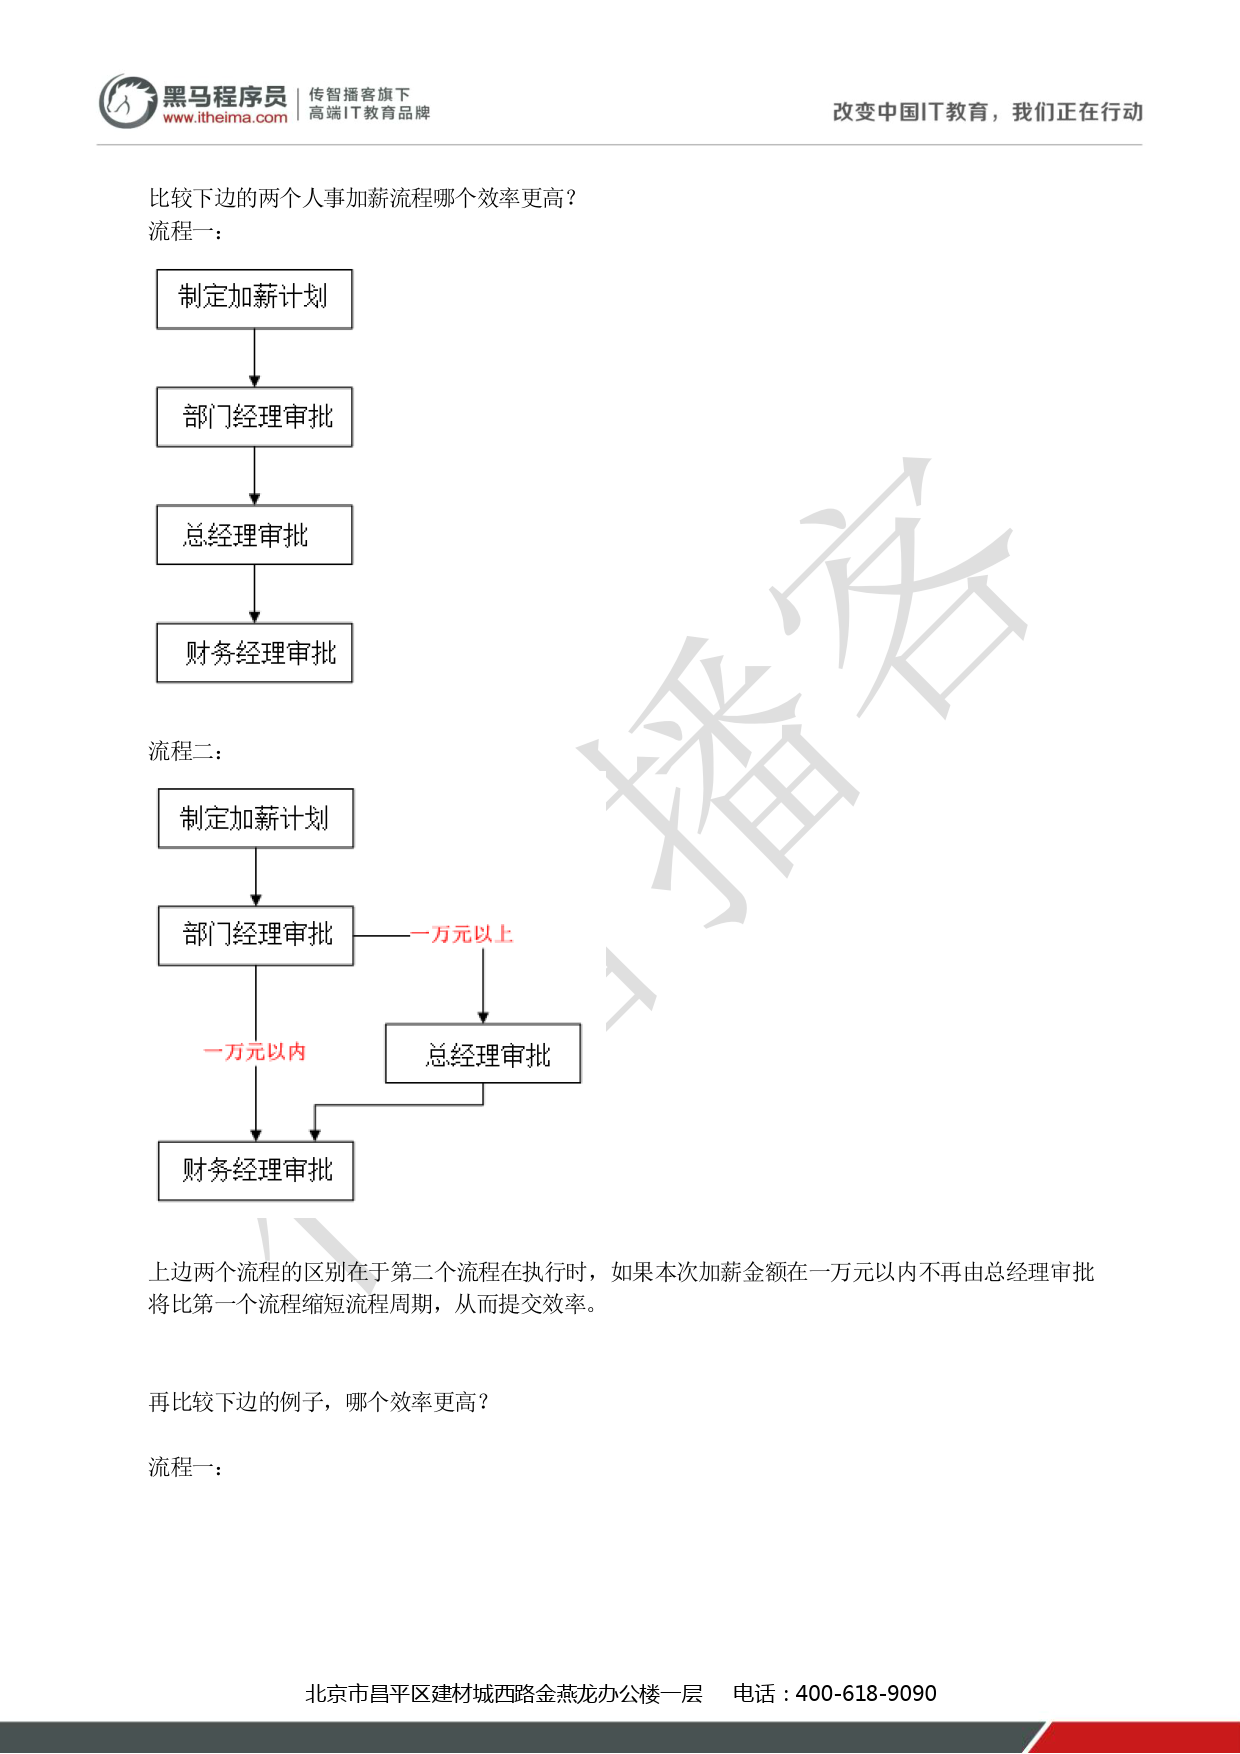 黑马程序员
www.itheima.com
传智播客旗下
高端IT教育品牌
改变中国IT教育，我们正在行动
比较下边的两个人事加薪流程哪个效率更高？
流程一：
制定加薪计划
部门经理审批
总经理审批
财务经理审批
流程二：
制定加薪计划
部门经理审批
一万元以上
一万元以内
总经理审批
财务经理审批
播客
上边两个流程的区别在于第二个流程在执行时，如果本次加薪金额在一万元以内不再由总经理审批
将比第一个流程缩短流程周期，从而提交效率。
再比较下边的例子，哪个效率更高？
流程一：
北京市昌平区建材城西路金燕龙办公楼一层 电话：400-618-9090